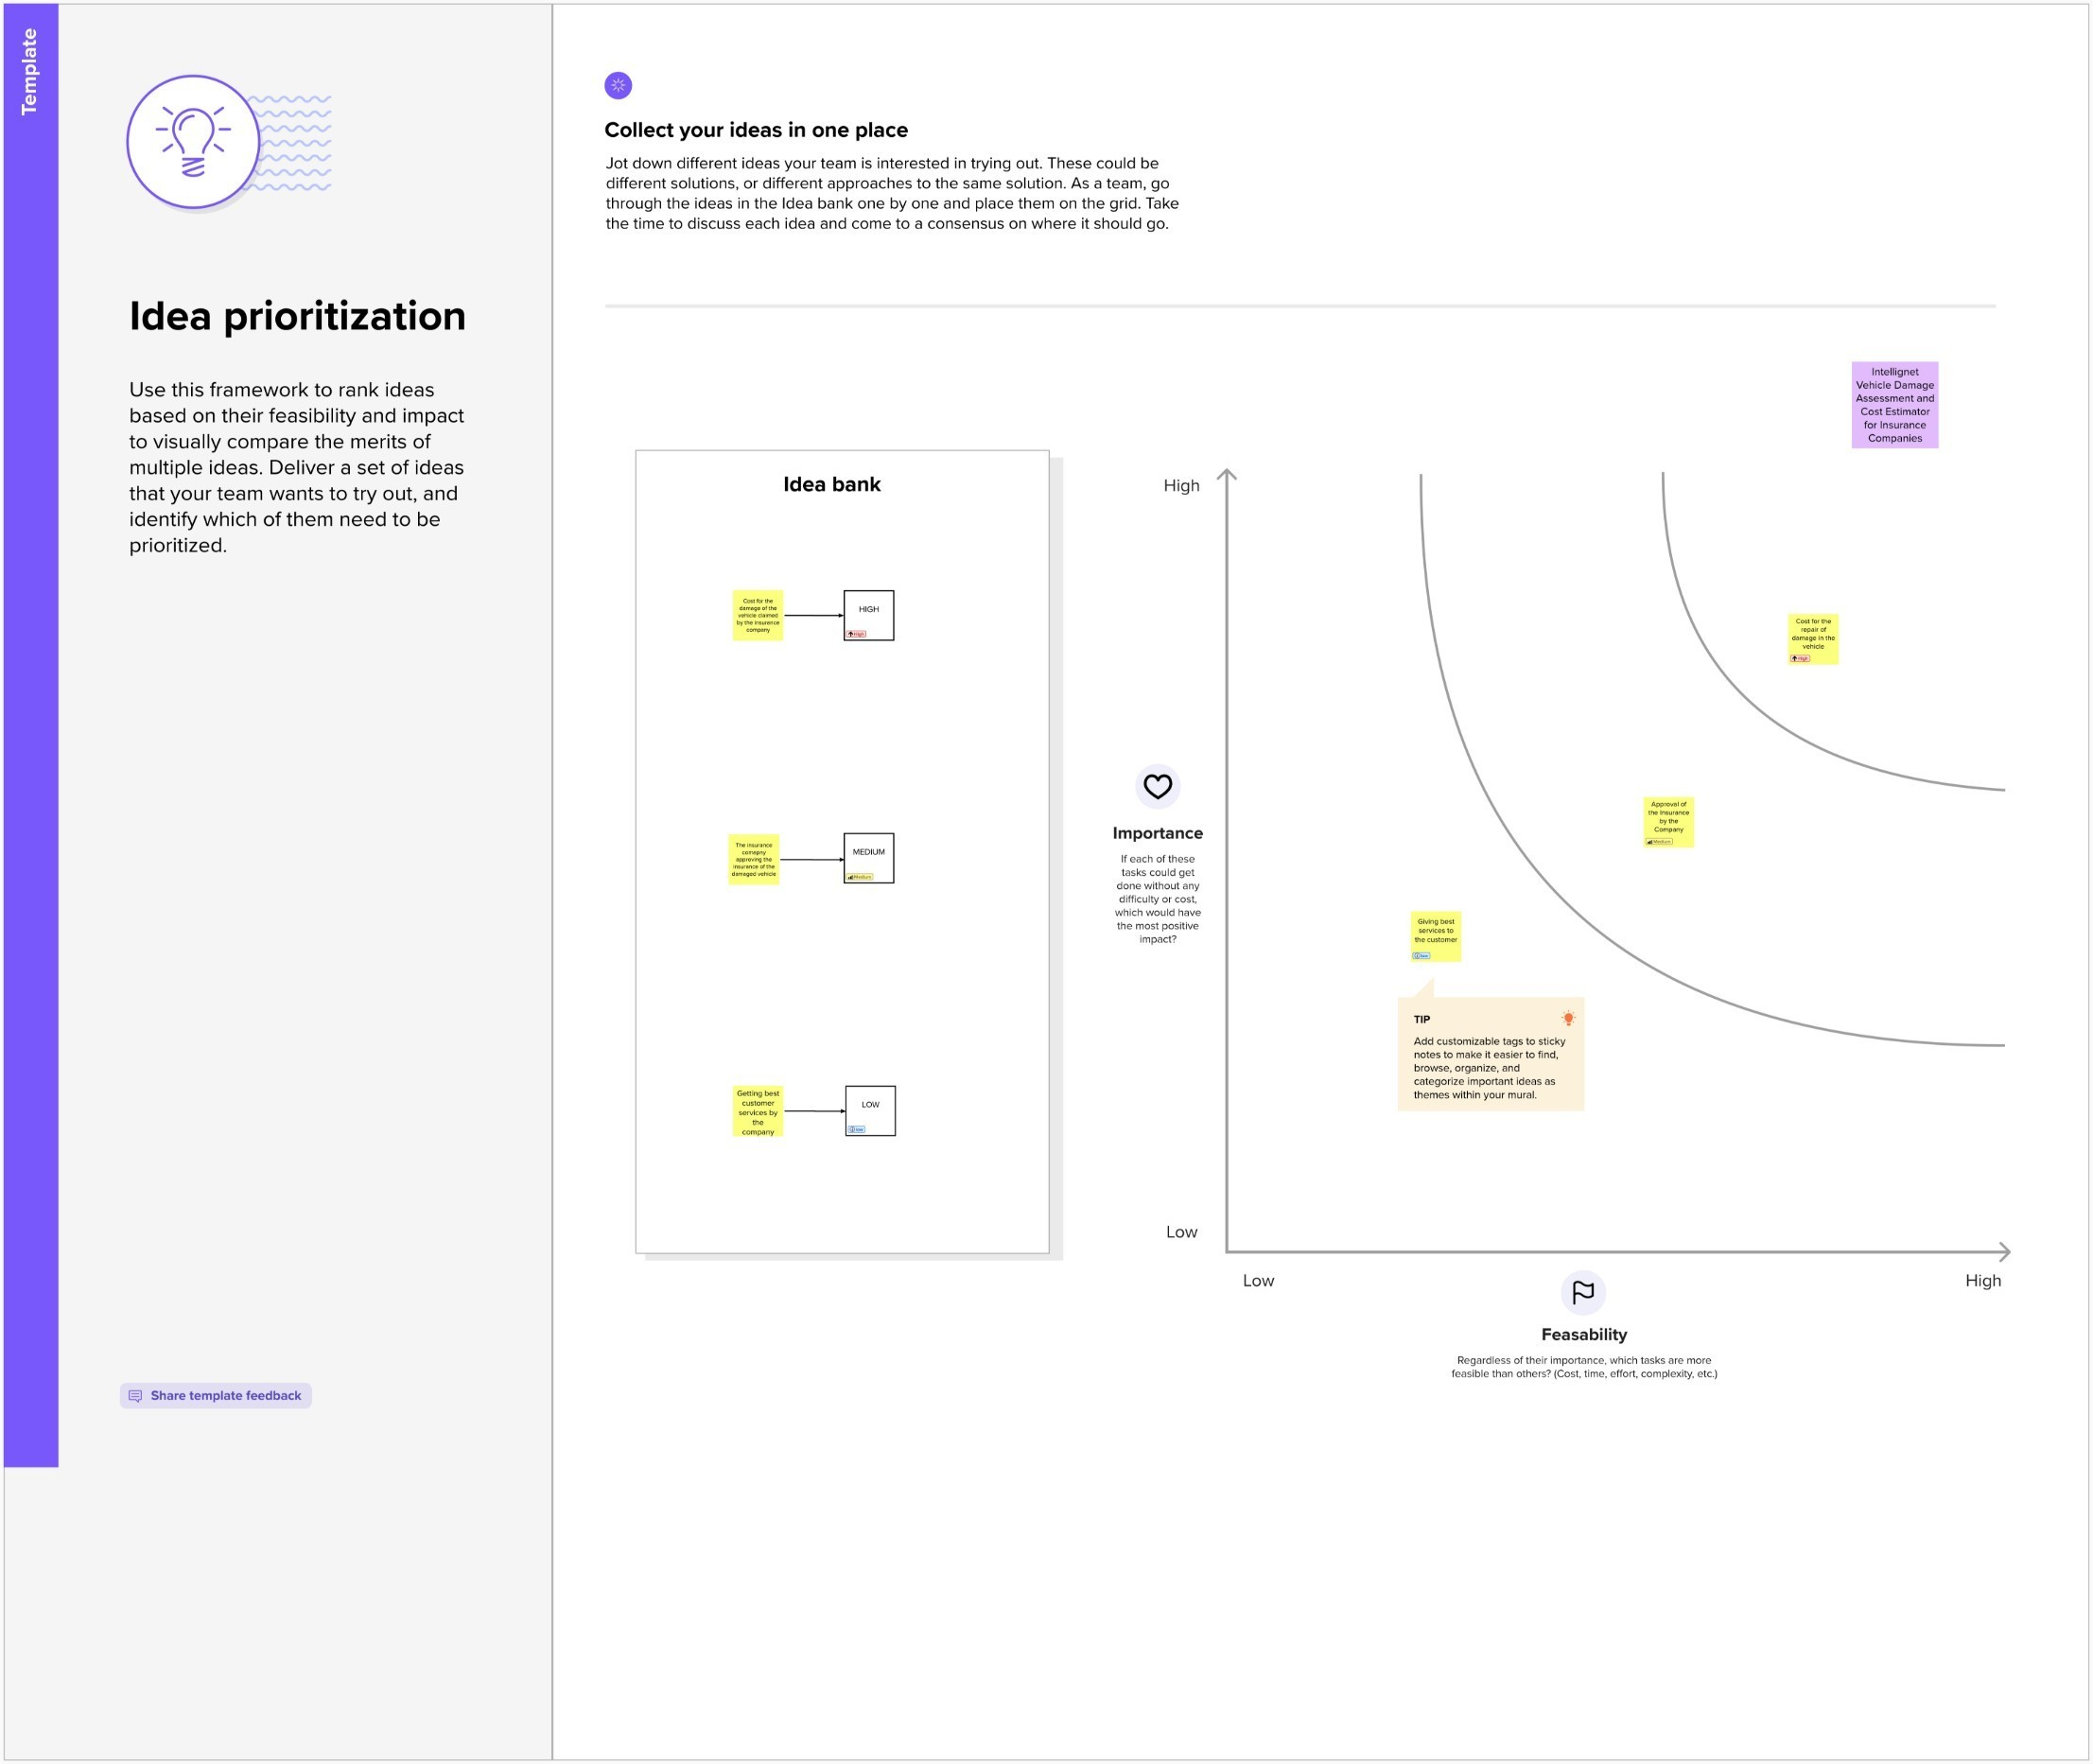 Template
Idea prioritization
Use this framework to rank ideas
based on their feasibility and impact
to visually compare the merits of
multiple ideas. Deliver a set of ideas
that your team wants to try out, and
identify which of them need to be
prioritized.
Share template feedback
Collect your ideas in one place
Jot down different ideas your team is interested in trying out. These could be
different solutions, or different approaches to the same solution. As a team, go
through the ideas in the Idea bank one by one and place them on the grid. Take
the time to discuss each idea and come to a consensus on where it should go.
Intellignet
Vehicle Damage
Assessment and
Cost Estimator
for Insurance
Companies
Idea bank
Cost for the
damage of the
vehicle claimed
by the insurance
company
HIGH
High
The insurance
comapny
approving the
insurance of the
damaged vehicle
MEDIUM
Medium
Getting best
customer
services by
the
company
LOW
low
High
Importance
If each of these
tasks could get
done without any
difficulty or cost,
which would have
the most positive
impact?
Low
Cost for the
repair of
damage in the
vehicle
High
Approval of
the Insurance
by the
Company
Medium
Giving best
services to
the customer
low
TIP
Add customizable tags to sticky
notes to make it easier to find,
browse, organize, and
categorize important ideas as
themes within your mural.
Low
High
Feasability
Regardless of their importance, which tasks are more
feasible than others? (Cost, time, effort, complexity, etc.)